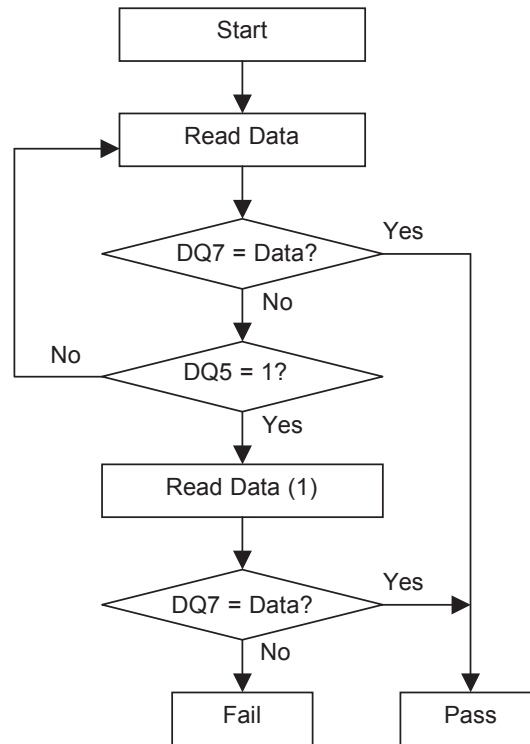 Start
Read Data
DQ7 = Data?
Yes
No
No
DQ5 = 1?
Yes
Read Data (1)
DQ7 = Data?
Yes
No
Fail
Pass